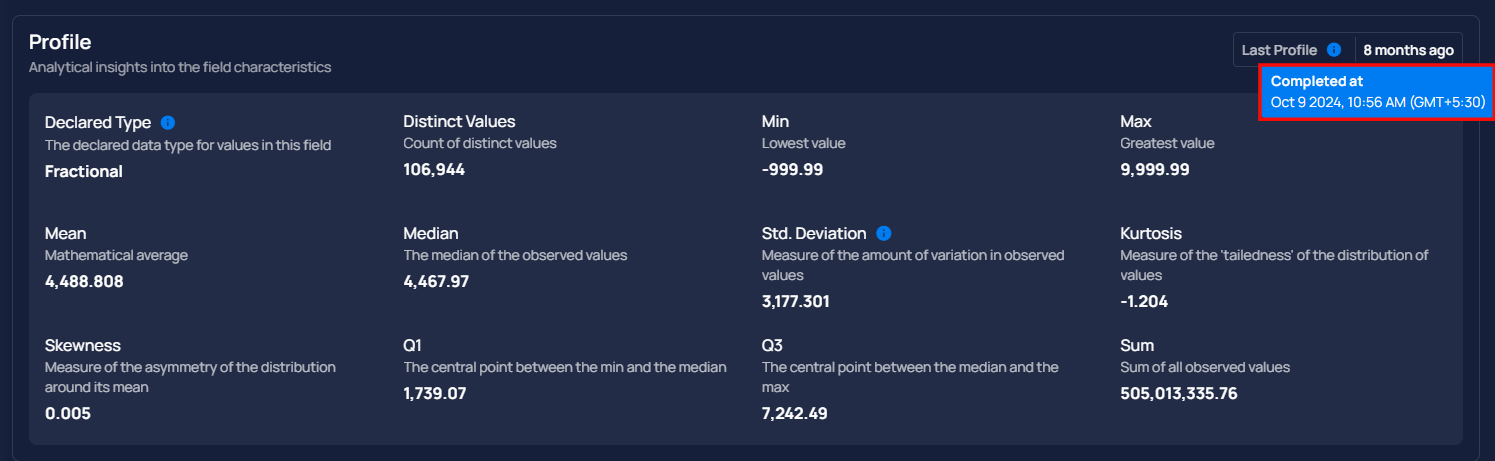 Profile
Analytical insights into the field characteristics
Last Profile
8 months ago
Completed at
Oct 9 2024, 10:56 AM (GMT+5:30)
Declared Type
The declared data type for values in this field
Fractional
Distinct Values
Count of distinct values
106,944
Min
Lowest value
-999.99
Max
Greatest value
9,999.99
Mean
Mathematical average
4,488.808
Median
The median of the observed values
4,467.97
Std. Deviation
Measure of the amount of variation in observed
values
3,177.301
Kurtosis
Measure of the 'tailedness' of the distribution of
values
-1.204
Skewness
Measure of the asymmetry of the distribution
around its mean
0.005
Q1
The central point between the min and the median
1,739.07
Q3
The central point between the median and the
max
7,242.49
Sum
Sum of all observed values
505,013,335.76